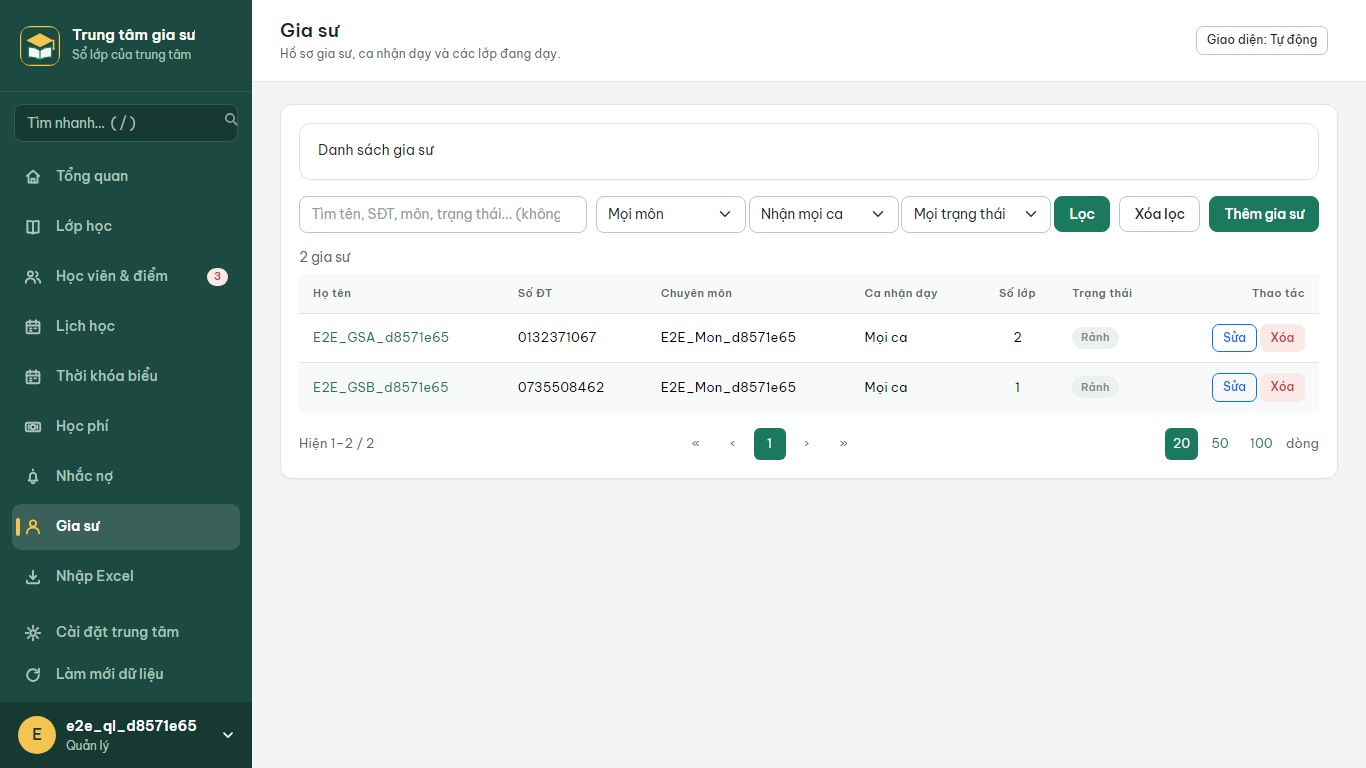 Trung tâm gia sư
Sổ lớp của trung tâm
Tìm nhanh... ( / )
Tổng quan
Lớp học
Học viên & điểm 3
Lịch học
Thời khóa biểu
Học phí
Nhắc nợ
Gia sư
Nhập Excel
Cài đặt trung tâm
Làm mới dữ liệu
E
e2e_ql_d8571e65
Quản lý
Gia sư
Hồ sơ gia sư, ca nhận dạy và các lớp đang dạy.
Giao diện: Tự động
Danh sách gia sư
Tìm tên, SĐT, môn, trạng thái... (không Mọi môn Nhận mọi ca Mọi trạng thái Lọc Xóa lọc Thêm gia sư
2 gia sư
Họ tên Số ĐT Chuyên môn Ca nhận dạy Số lớp Trạng thái Thao tác
E2E_GSA_d8571e65 0132371067 E2E_Mon_d8571e65 Mọi ca 2 Rảnh Sửa Xóa
E2E_GSB_d8571e65 0735508462 E2E_Mon_d8571e65 Mọi ca 1 Rảnh Sửa Xóa
Hiện 1–2 / 2 « ‹ 1 › » 20 50 100 dòng